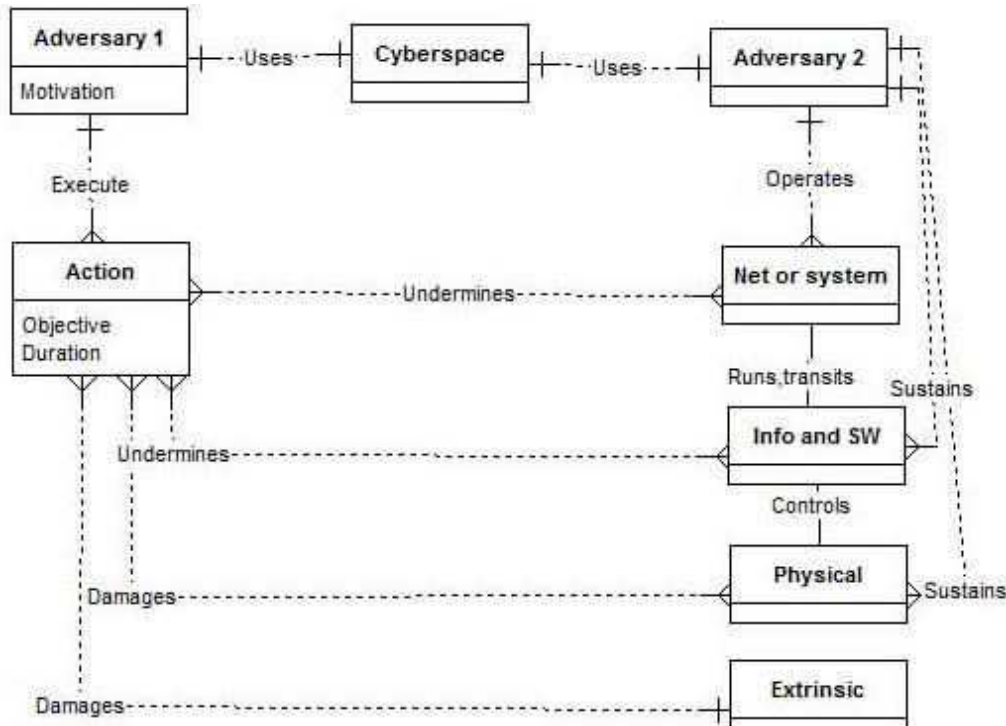 Adversary 1
Motivation
Uses
Cyberspace
Uses
Adversary 2
Execute
Operates
Action
Objective
Duration
Undermines
Net or system
Runs,transits
Sustains
Undermines
Info and SW
Controls
Damages
Physical
Sustains
Damages
Extrinsic